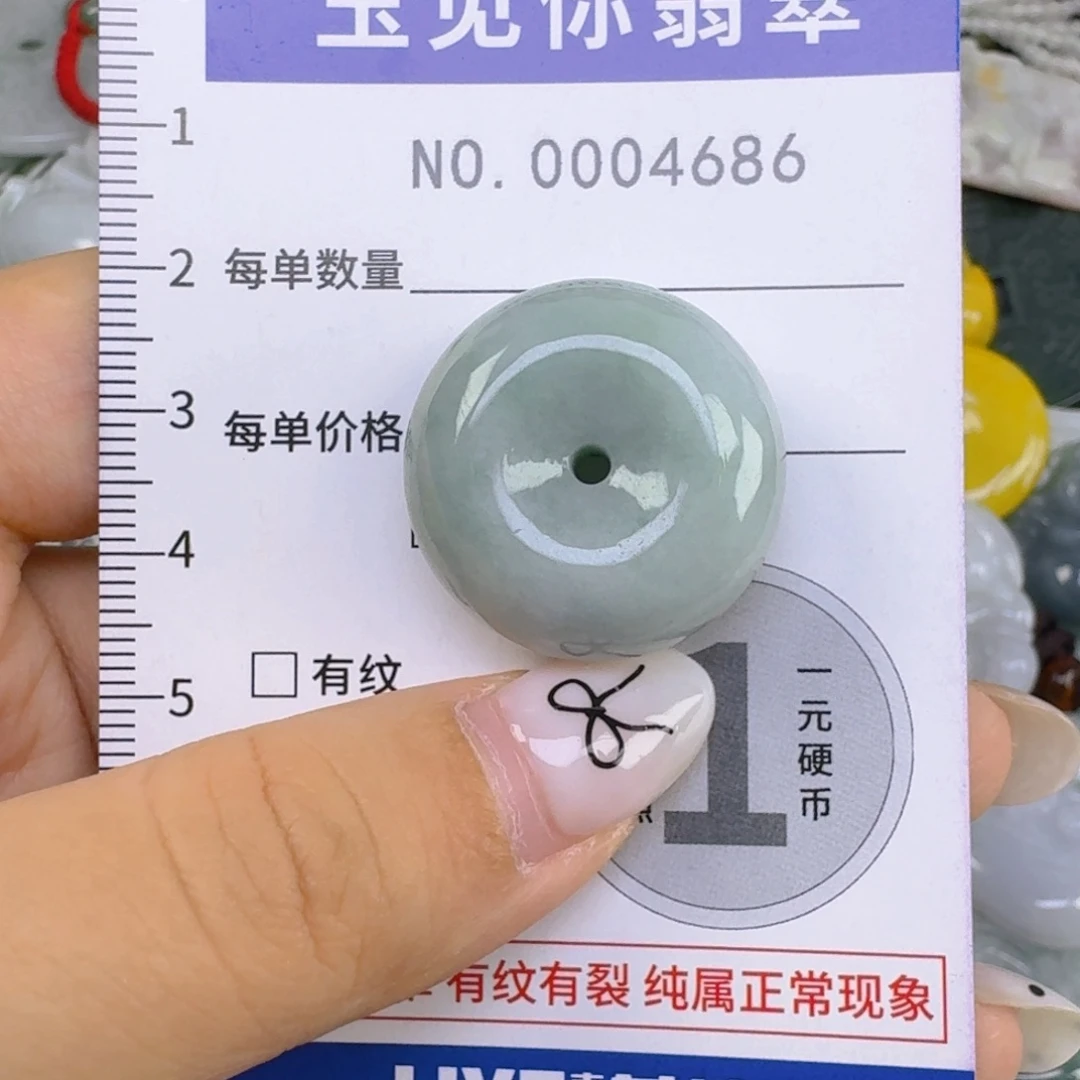 玉见你翡翠
NO. 0004686
1
2
3
4
5
每单数量
每单价格
□ 有纹
1
一元硬币
有纹有裂 纯属正常现象